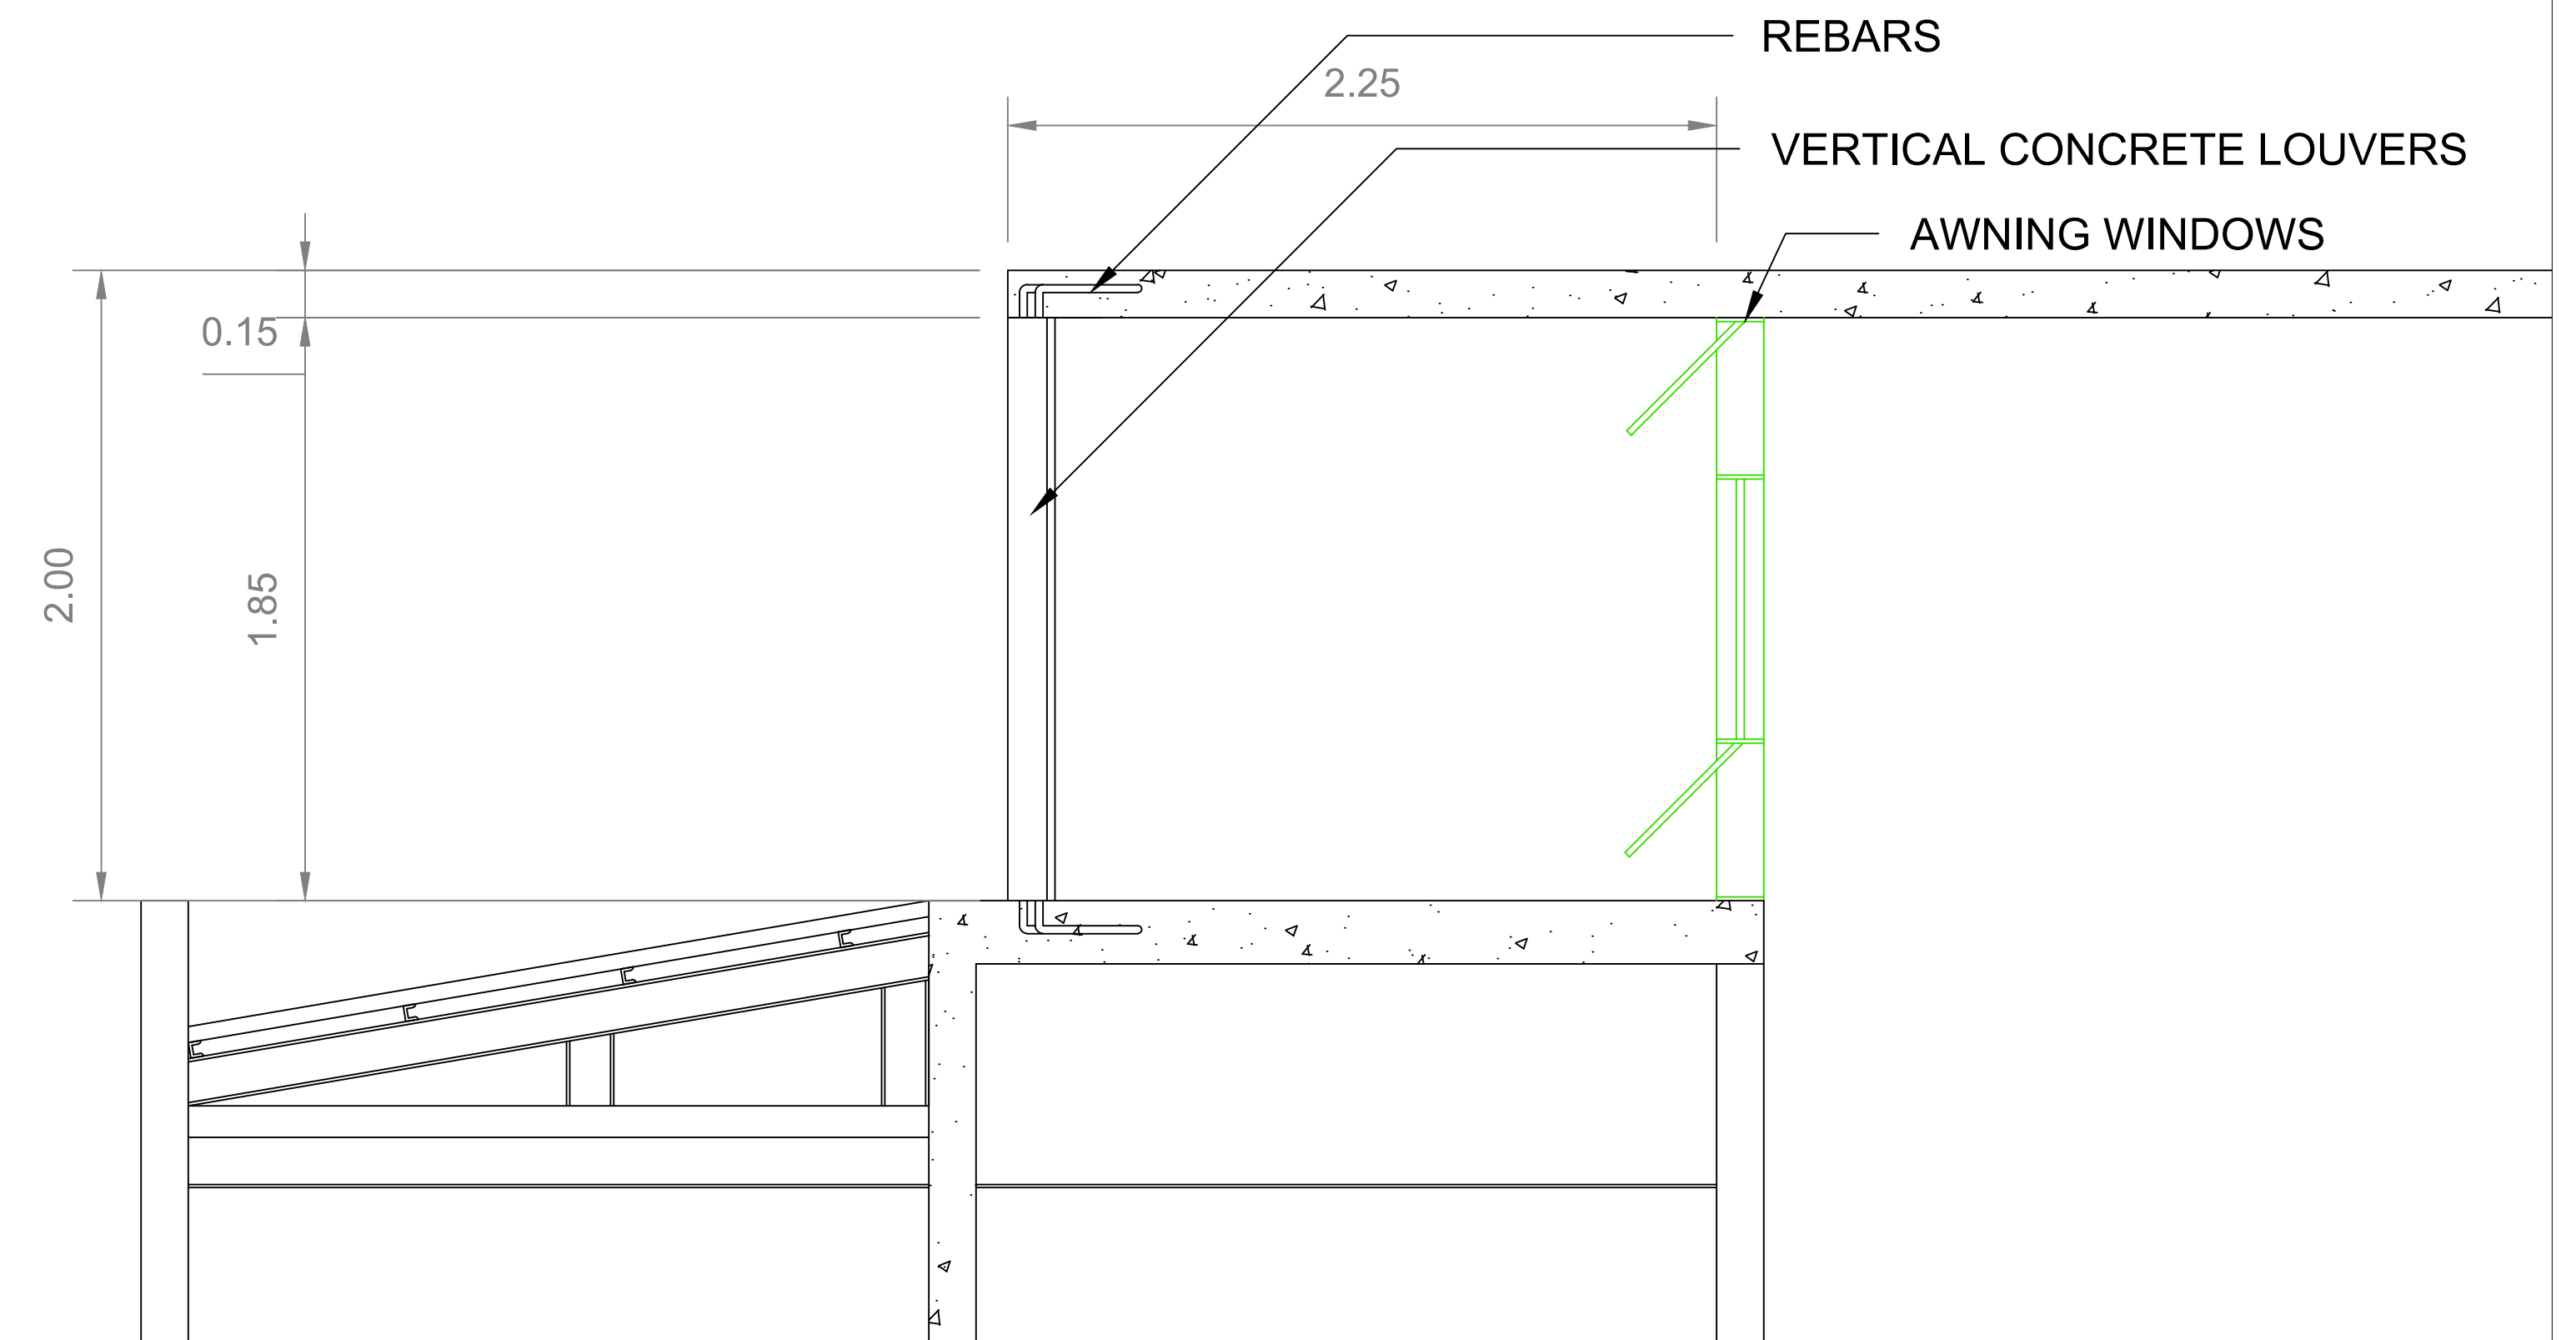 REBARS
2.25
VERTICAL CONCRETE LOUVERS
AWNING WINDOWS
0.15
2.00
1.85